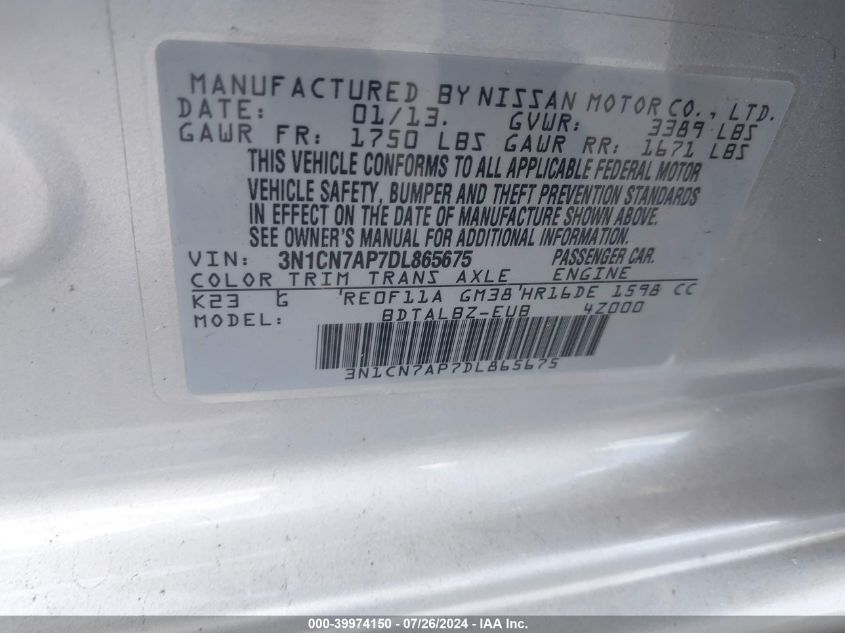 MANUFACTURED BY NISSAN MOTOR CO., LTD.
DATE: 01/13. GVWR: 3389 LBS
GAWR FR: 1750 LBS GAWR RR: 1671 LBS
THIS VEHICLE CONFORMS TO ALL APPLICABLE FEDERAL MOTOR
VEHICLE SAFETY, BUMPER AND THEFT PREVENTION STANDARDS
IN EFFECT ON THE DATE OF MANUFACTURE SHOWN ABOVE.
SEE OWNER'S MANUAL FOR ADDITIONAL INFORMATION.
VIN: 3N1CN7AP7DL865675 PASSENGER CAR.
COLOR TRIM TRANS AXLE ENGINE
K23 G 'RE0F11A GM38'HR16DE 1598 CC
MODEL: BDTALBZ-EUB 4Z000
3N1CN7AP7DL865675
000-39974150 - 07/26/2024 - IAA Inc.